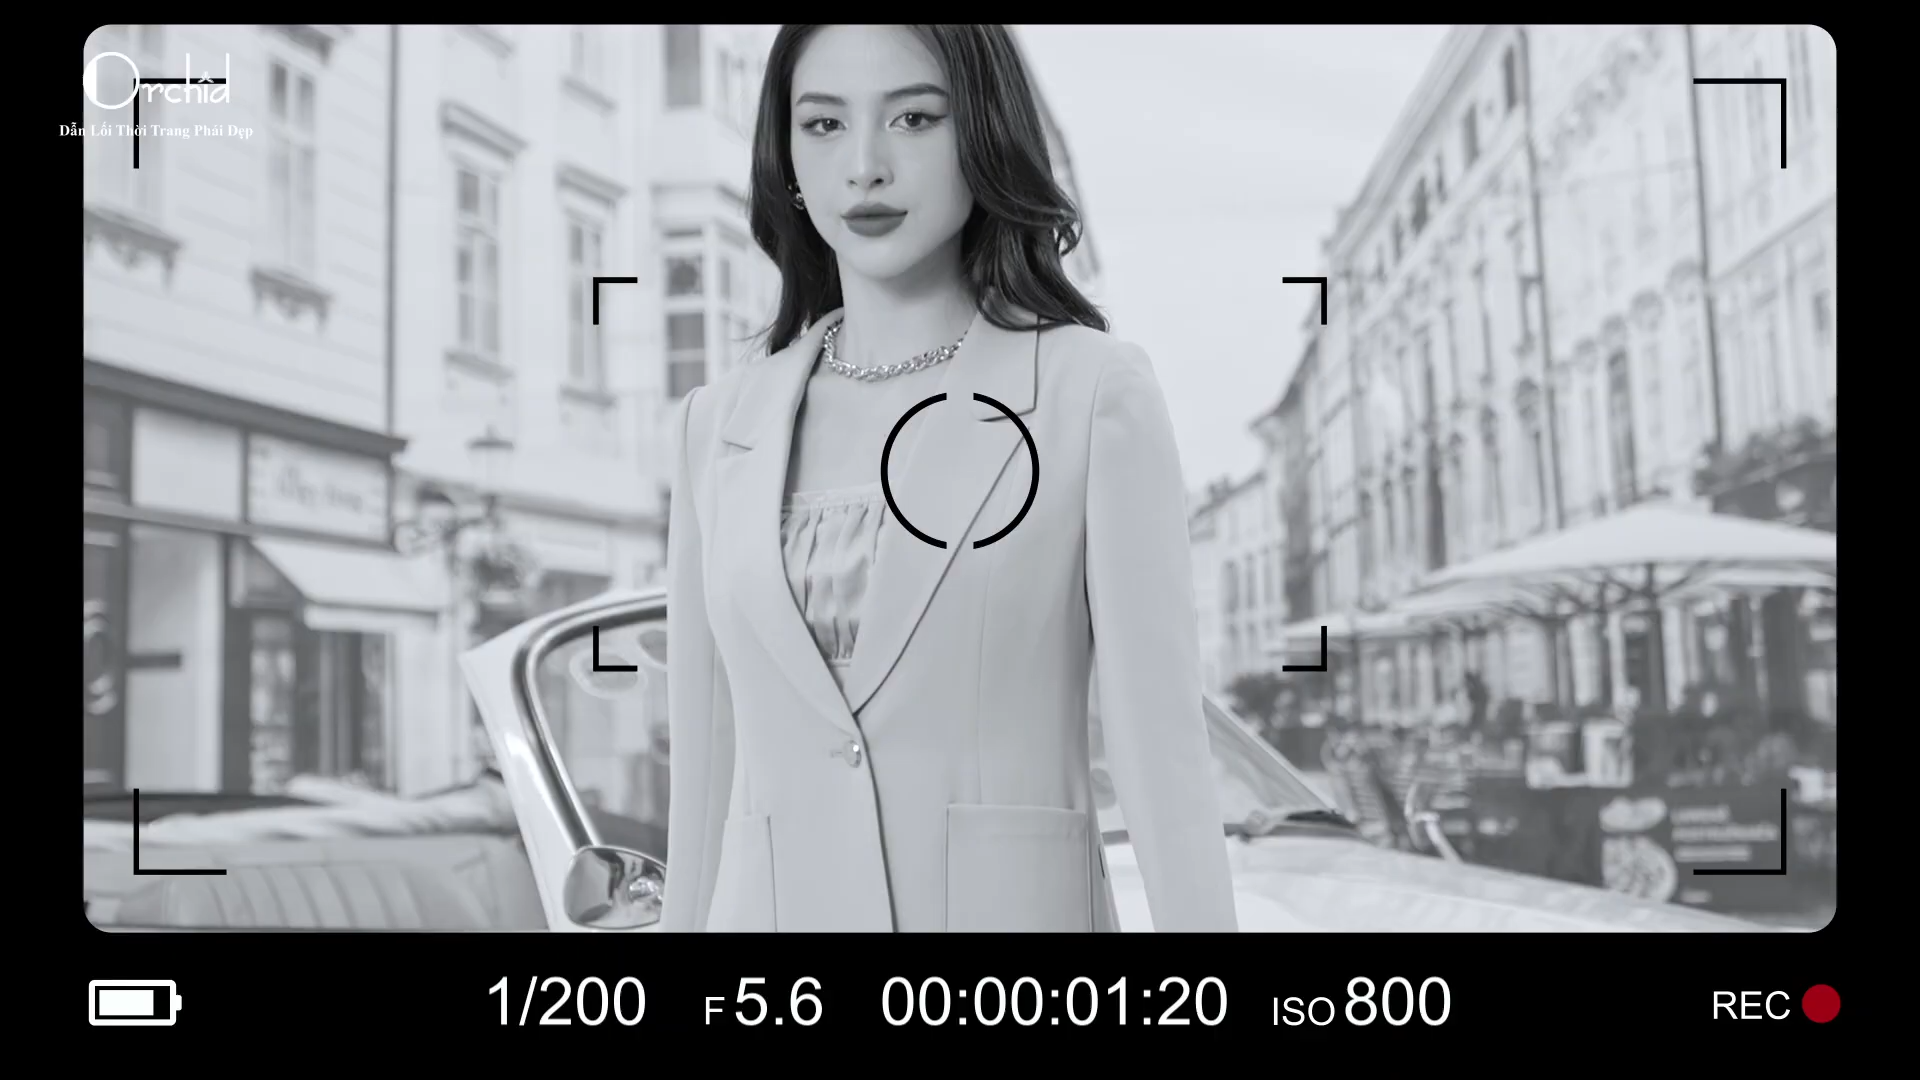 Orchid
Dẫn Lối Thời Trang Phái Đẹp
1/200 F 5.6 00:00:01:20 ISO 800 REC